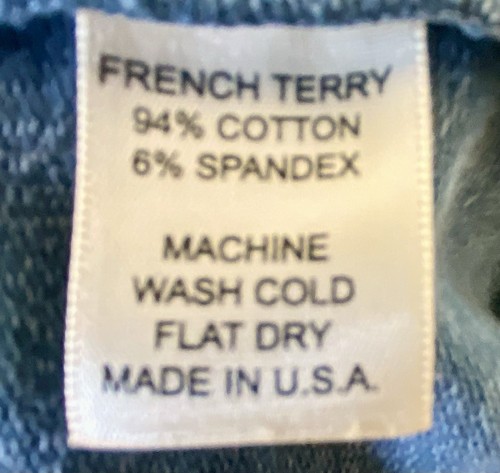 FRENCH TERRY
94% COTTON
6% SPANDEX
MACHINE
WASH COLD
FLAT DRY
MADE IN U.S.A.